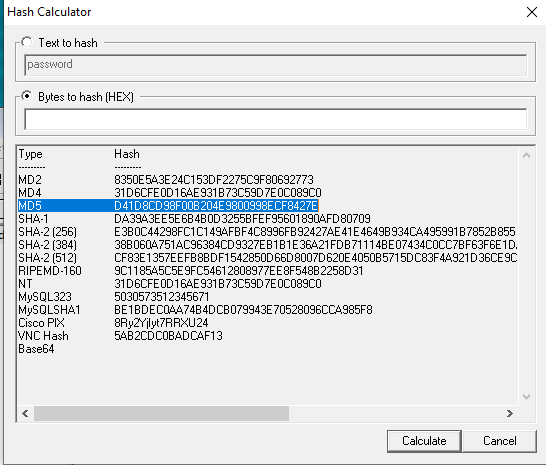 Hash Calculator
Text to hash
password
Bytes to hash (HEX)
Type Hash
--------- ---------
MD2 8350E5A3E24C153DF2275C9F80692773
MD4 31D6CFE0D16AE931B73C59D7E0C089C0
MD5 D41D8CD98F00B204E9800998ECF8427E
SHA-1 DA39A3EE5E6B4B0D3255BFEF95601890AFD80709
SHA-2 (256) E3B0C44298FC1C149AFBF4C8996FB92427AE41E4649B934CA495991B7852B855
SHA-2 (384) 38B060A751AC96384CD9327EB1B1E36A21FDB71114BE07434C0CC7BF63F6E1D
SHA-2 (512) CF83E1357EEFB8BDF1542850D66D8007D620E4050B5715DC83F4A921D36CE9C
RIPEMD-160 9C1185A5C5E9FC54612808977EE8F548B2258D31
NT 31D6CFE0D16AE931B73C59D7E0C089C0
MySQL323 5030573512345671
MySQLSHA1 BE1BDEC0AA74B4DCB079943E70528096CCA985F8
Cisco PIX 8Ry2YjIyt7RRXU24
VNC Hash 5AB2CDC0BADCAF13
Base64
Calculate Cancel